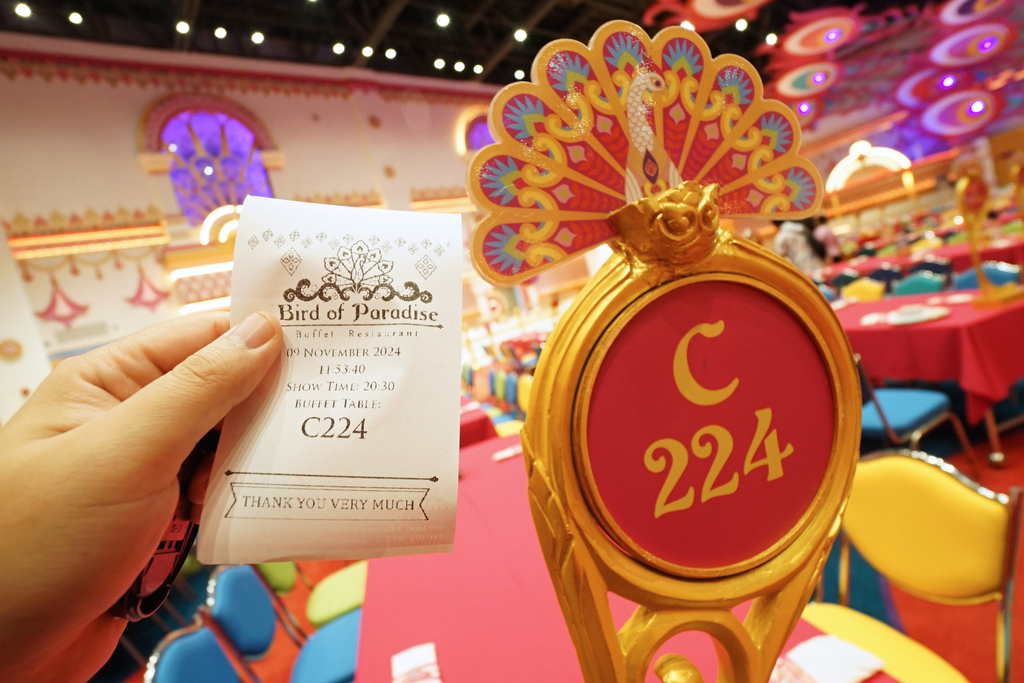 Bird of Paradise
Buffet Restaurant
09 NOVEMBER 2024
11:53:40
SHOW TIME: 20:30
BUFFET TABLE:
C224
THANK YOU VERY MUCH
C
224